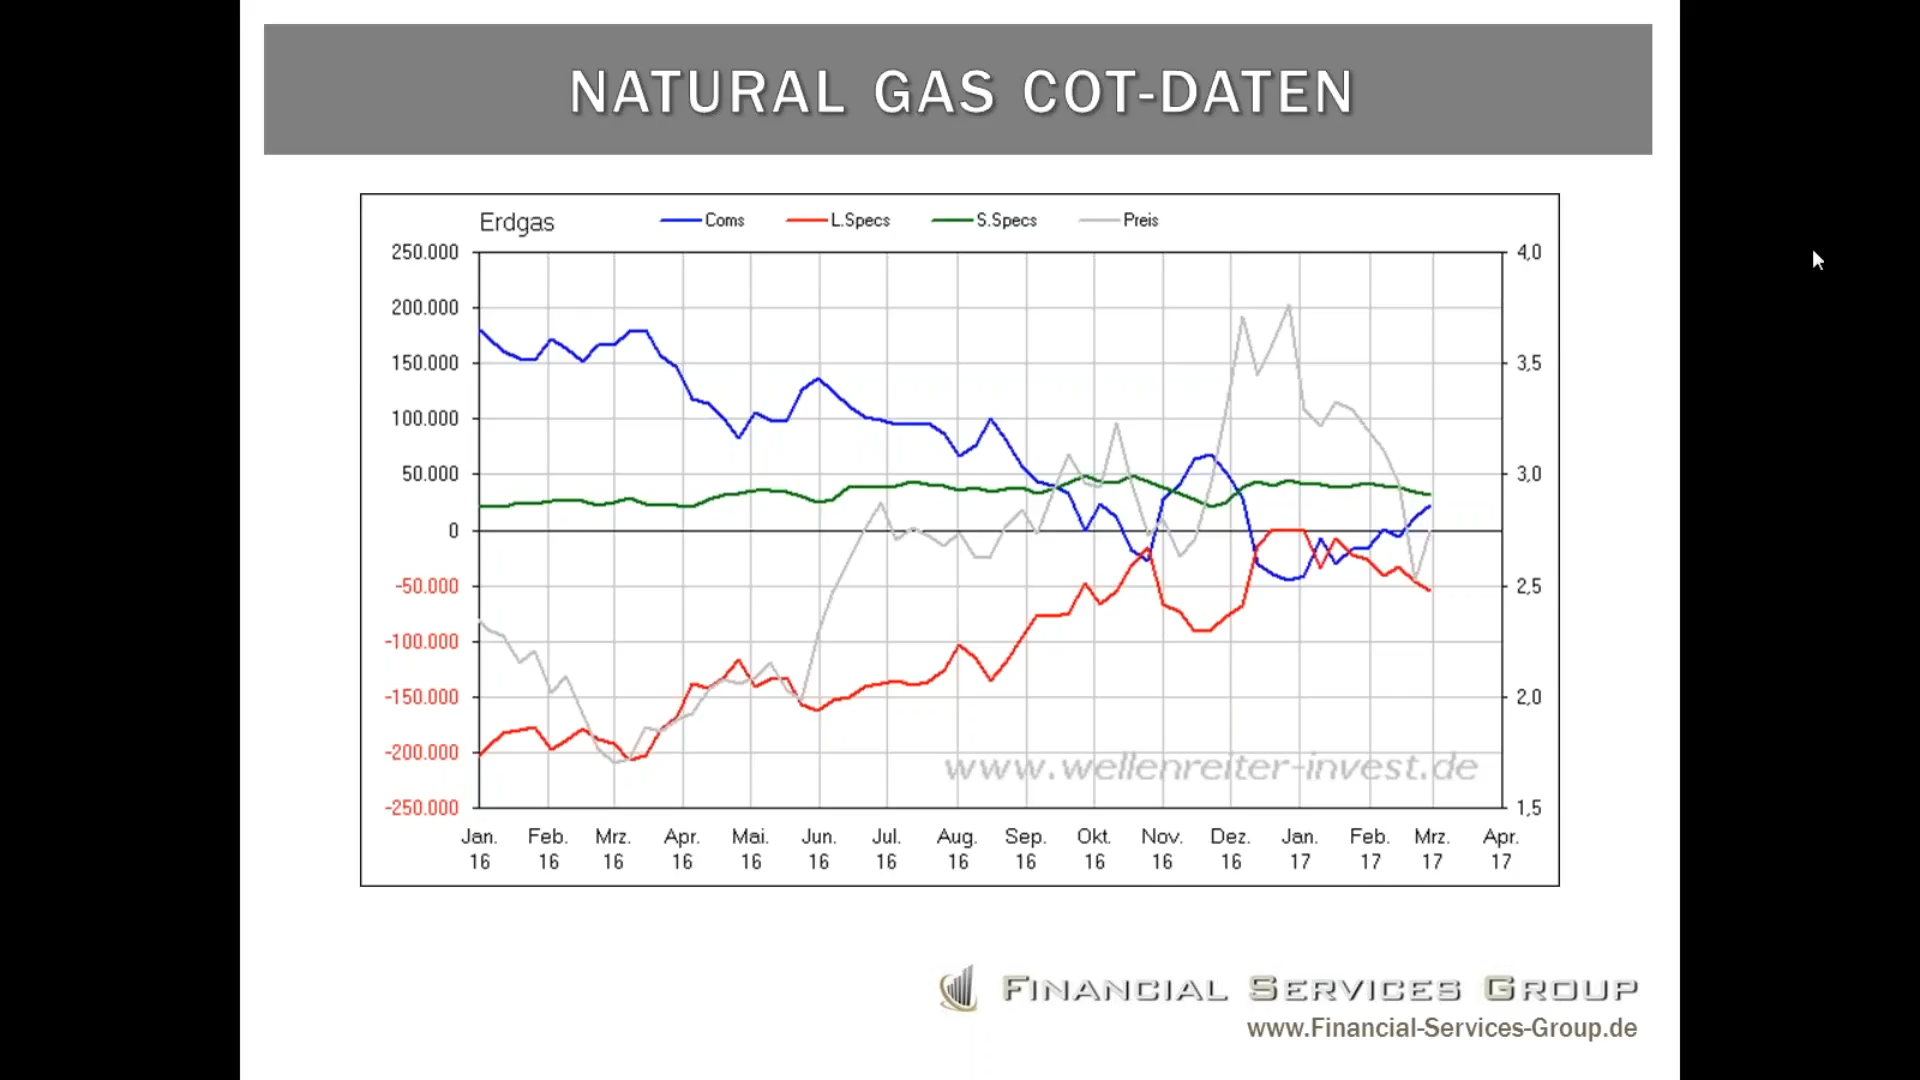 NATURAL GAS COT-DATEN
Erdgas
Coms L.Specs S.Specs Preis
250.000 4,0
200.000
150.000 3,5
100.000
50.000 3,0
0
-50.000 2,5
-100.000
-150.000 2,0
-200.000
www.wellenreiter-invest.de
-250.000 1,5
Jan. Feb. Mrz. Apr. Mai. Jun. Jul. Aug. Sep. Okt. Nov. Dez. Jan. Feb. Mrz. Apr.
16 16 16 16 16 16 16 16 16 16 16 16 17 17 17 17
FINANCIAL SERVICES GROUP
www.Financial-Services-Group.de